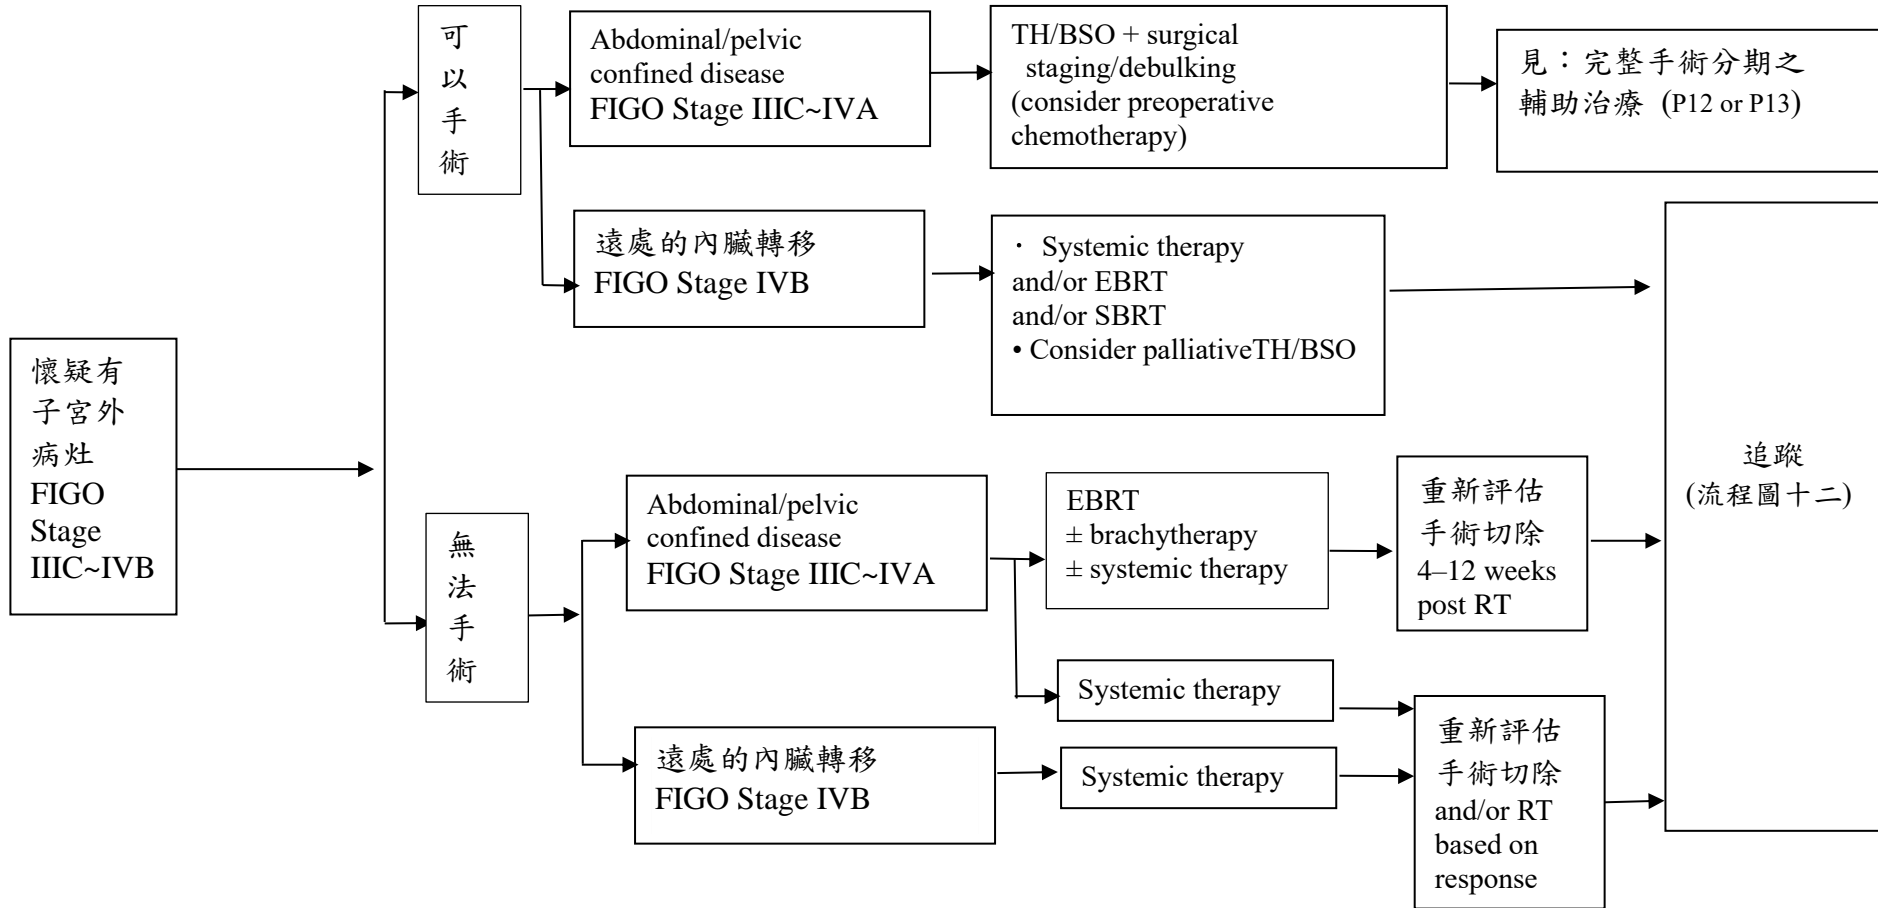 懷疑有
子宮外
病灶
FIGO
Stage
IIIC~IVB
可
以
手
術
Abdominal/pelvic
confined disease
FIGO Stage IIIC~IVA
TH/BSO + surgical
staging/debulking
(consider preoperative
chemotherapy)
見：完整手術分期之
輔助治療 (P12 or P13)
遠處的內臟轉移
FIGO Stage IVB
· Systemic therapy
and/or EBRT
and/or SBRT
• Consider palliativeTH/BSO
無
法
手
術
Abdominal/pelvic
confined disease
FIGO Stage IIIC~IVA
EBRT
± brachytherapy
± systemic therapy
重新評估
手術切除
4–12 weeks
post RT
Systemic therapy
遠處的內臟轉移
FIGO Stage IVB
Systemic therapy
重新評估
手術切除
and/or RT
based on
response
追蹤
(流程圖十二)